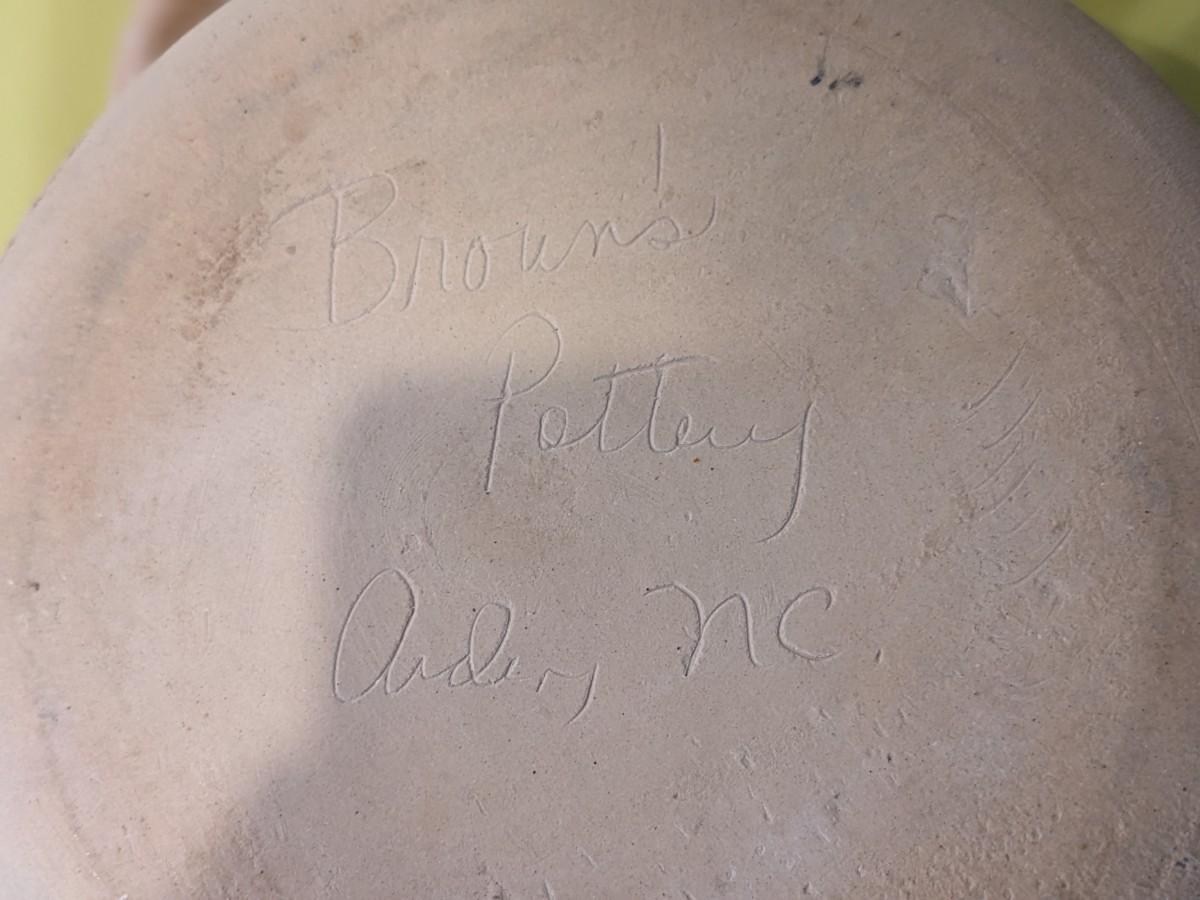 Brown's
Pottery
Arden, NC